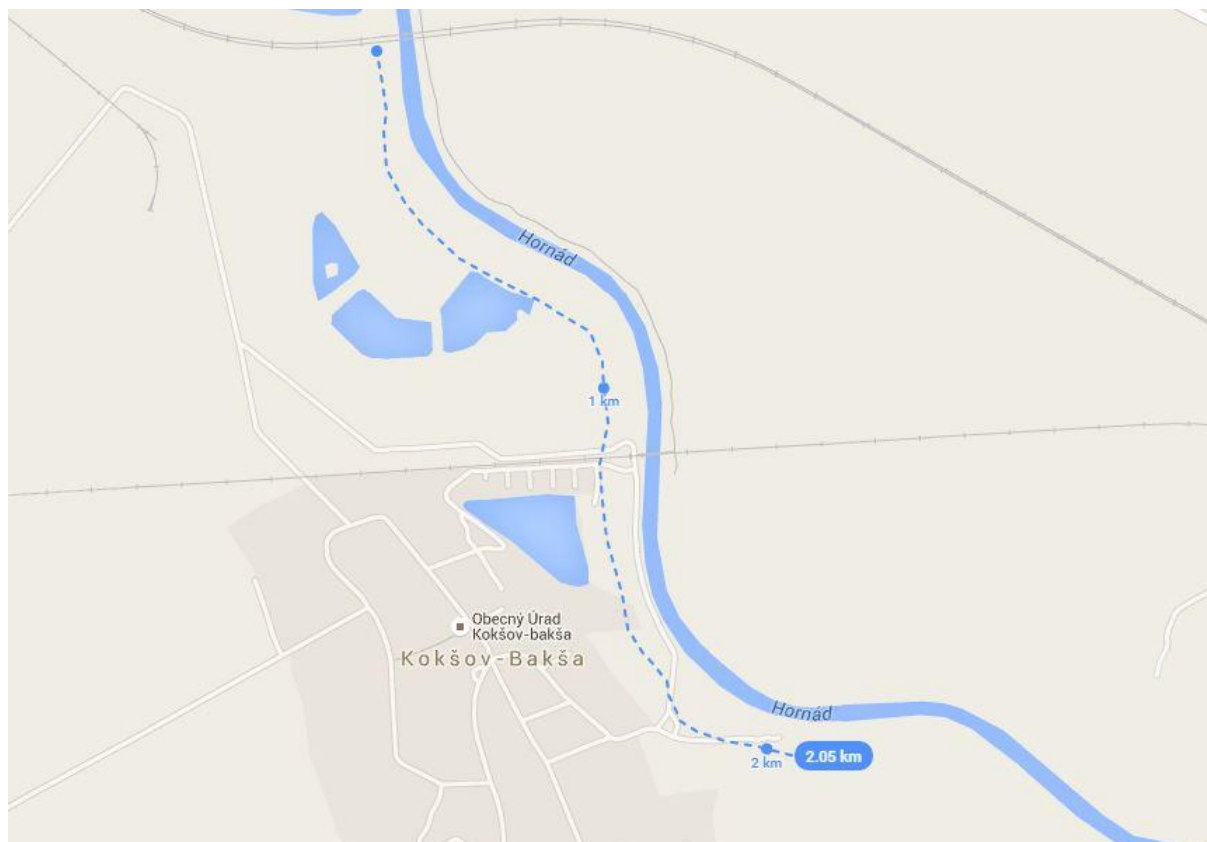 Hornád
1 km
Obecný Úrad
Kokšov-bakša
Kokšov-Bakša
Hornád
2 km
2.05 km